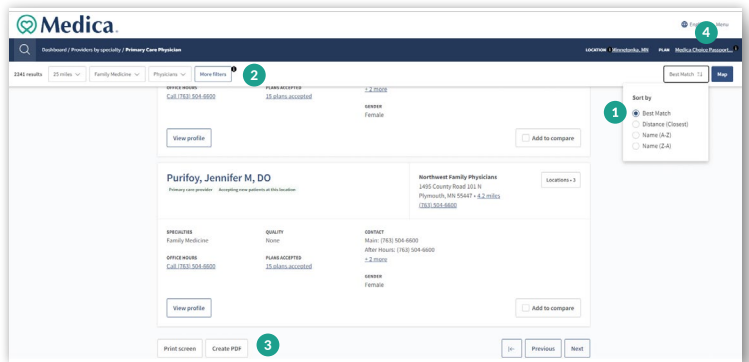 Medica.
Menu
4
Dashboard / Providers by specialty / Primary Care Physician
LOCATION Minnetonka, MN PLAN Medica Choice Passport...
2341 results 25 miles Family Medicine Physicians More filters 2 Best Match Map
OFFICE HOURS PLANS ACCEPTED + 2 more
Call (763) 504-6600 15 plans accepted
GENDER
Female
Sort by
1
Best Match
Distance (Closest)
Name (A-Z)
Name (Z-A)
View profile Add to compare
Purifoy, Jennifer M, DO
Primary care provider Accepting new patients at this location
Northwest Family Physicians
1495 County Road 101 N
Plymouth, MN 55447 • 4.2 miles
(763) 504-6600
Locations • 3
SPECIALTIES QUALITY CONTACT
Family Medicine None Main: (763) 504-6600
After Hours: (763) 504-6600
OFFICE HOURS PLANS ACCEPTED + 2 more
Call (763) 504-6600 15 plans accepted
GENDER
Female
View profile Add to compare
Print screen Create PDF 3 Previous Next